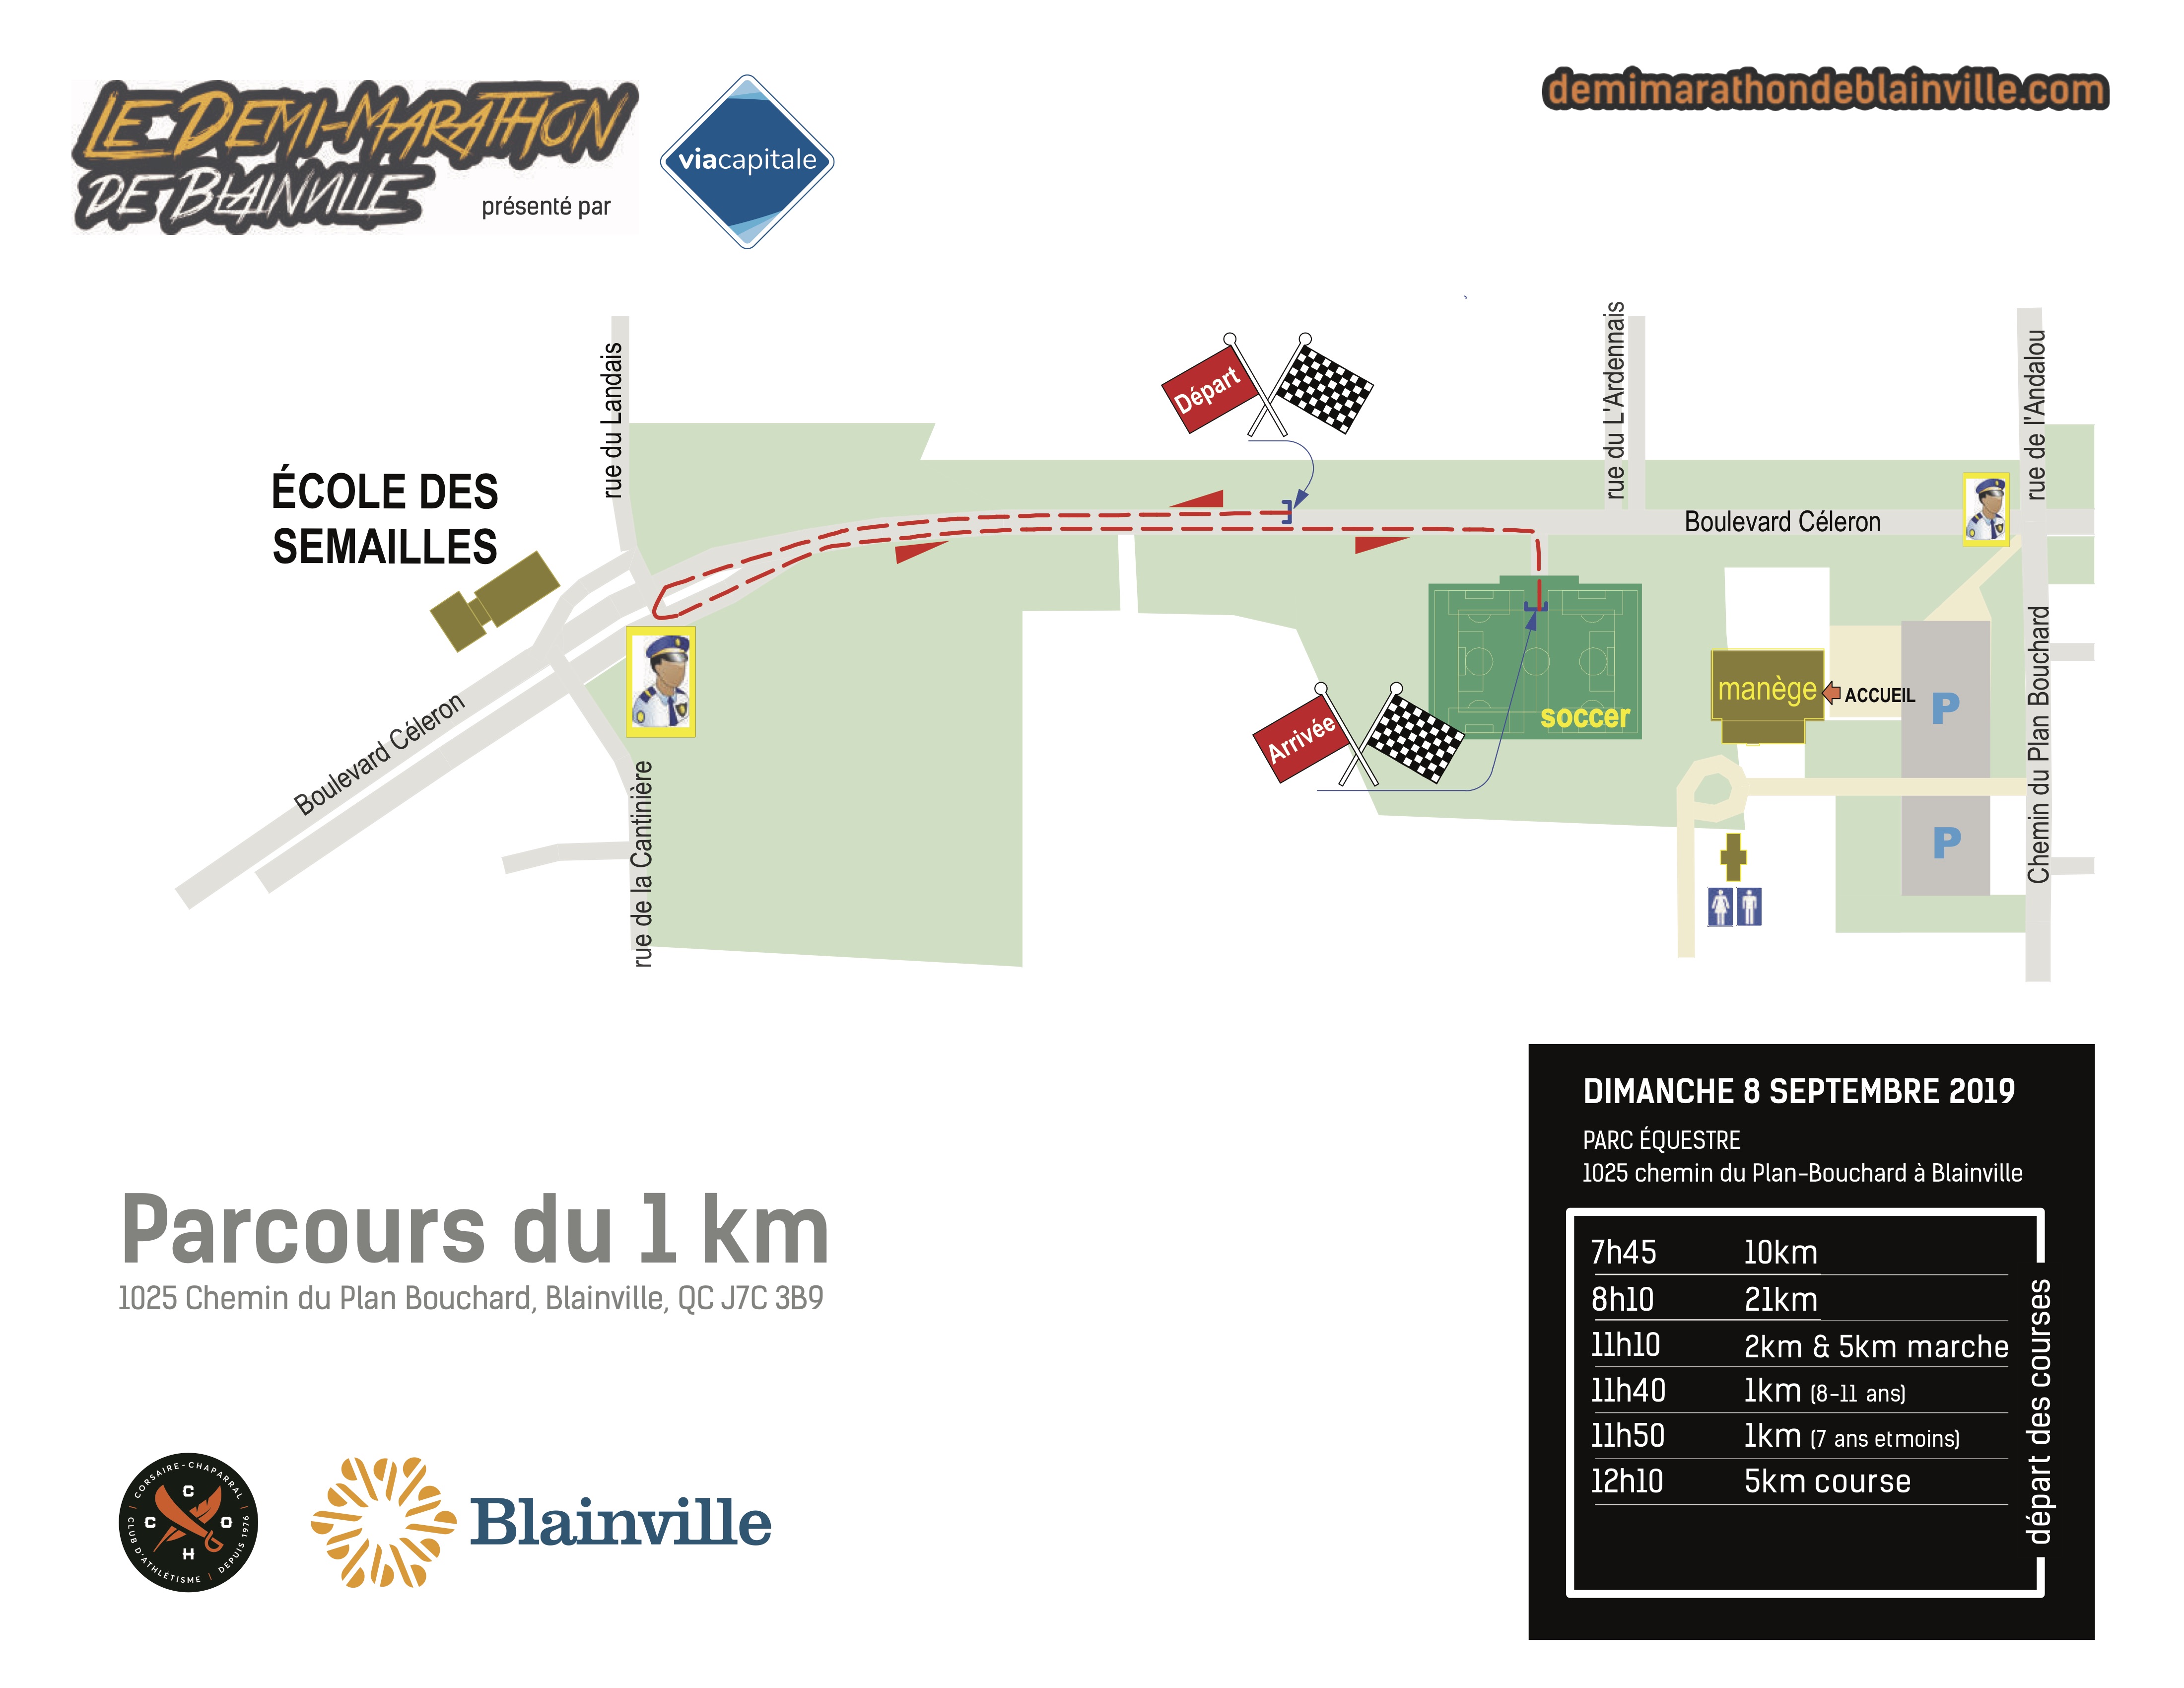 LE DEMI-MARATHON
DE BLAINVILLE
présenté par
viacapitale
demimarathondeblainville.com
rue du Landais
Départ
rue du L'Ardennais
rue de l'Andalou
ÉCOLE DES
SEMAILLES
Boulevard Céleron
Boulevard Céleron
rue de la Cantinière
Arrivée
soccer
manège
ACCUEIL
P
P
Chemin du Plan Bouchard
Parcours du 1 km
1025 Chemin du Plan Bouchard, Blainville, QC J7C 3B9
CORSAIRE-CHAPARRAL
C
C O
H
CLUB D'ATHLÉTISME | DEPUIS 1976
Blainville
DIMANCHE 8 SEPTEMBRE 2019
PARC ÉQUESTRE
1025 chemin du Plan-Bouchard à Blainville
7h45 10km
8h10 21km
11h10 2km & 5km marche
11h40 1km (8-11 ans)
11h50 1km (7 ans et moins)
12h10 5km course
départ des courses